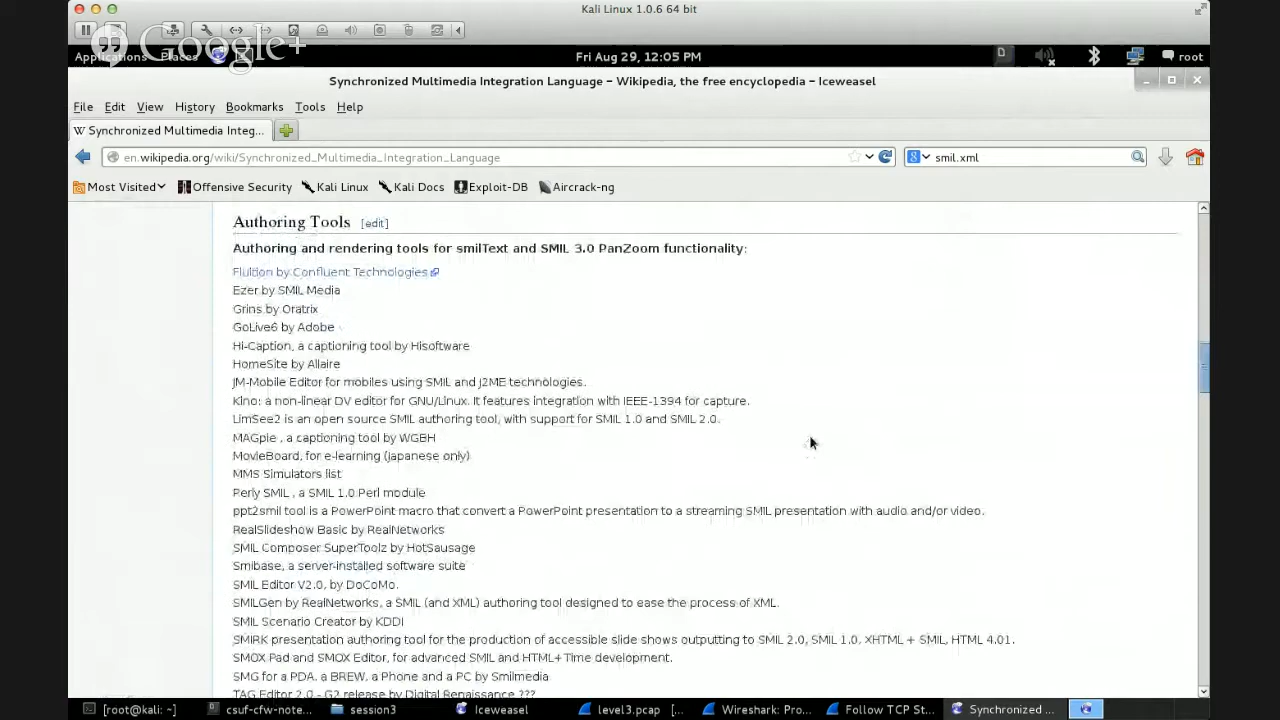 Kali Linux 1.0.6 64 bit
Google+
Applications Places Fri Aug 29, 12:05 PM root
Synchronized Multimedia Integration Language – Wikipedia, the free encyclopedia – Iceweasel
File Edit View History Bookmarks Tools Help
W Synchronized Multimedia Integ...
en.wikipedia.org/wiki/Synchronized_Multimedia_Integration_Language smil.xml
Most Visited Offensive Security Kali Linux Kali Docs Exploit-DB Aircrack-ng
Authoring Tools [edit]
Authoring and rendering tools for smilText and SMIL 3.0 PanZoom functionality:
Fluition by Confluent Technologies
Ezer by SMIL Media
Grins by Oratrix
GoLive6 by Adobe
Hi-Caption, a captioning tool by Hisoftware
HomeSite by Allaire
JM-Mobile Editor for mobiles using SMIL and J2ME technologies.
Kino: a non-linear DV editor for GNU/Linux. It features integration with IEEE-1394 for capture.
LimSee2 is an open source SMIL authoring tool, with support for SMIL 1.0 and SMIL 2.0.
MAGpie , a captioning tool by WGBH
MovieBoard, for e-learning (Japanese only)
MMS Simulators list
Perly SMIL , a SMIL 1.0 Perl module
ppt2smil tool is a PowerPoint macro that convert a PowerPoint presentation to a streaming SMIL presentation with audio and/or video.
RealSlideshow Basic by RealNetworks
SMIL Composer SuperToolz by HotSausage
Smibase, a server-installed software suite
SMIL Editor V2.0, by DoCoMo.
SMILGen by RealNetworks, a SMIL (and XML) authoring tool designed to ease the process of XML.
SMIL Scenario Creator by KDDI
SMIRK presentation authoring tool for the production of accessible slide shows outputting to SMIL 2.0, SMIL 1.0, XHTML + SMIL, HTML 4.01.
SMOX Pad and SMOX Editor, for advanced SMIL and HTML+Time development.
SMG for a PDA, a BREW, a Phone and a PC by Smilmedia
TAG Editor 2.0 - G2 release by Digital Renaissance ???
[root@kali: ~] csuf-cfw-note... session3 Iceweasel level3.pcap [... Wireshark: Pro... Follow TCP St... Synchronized ...